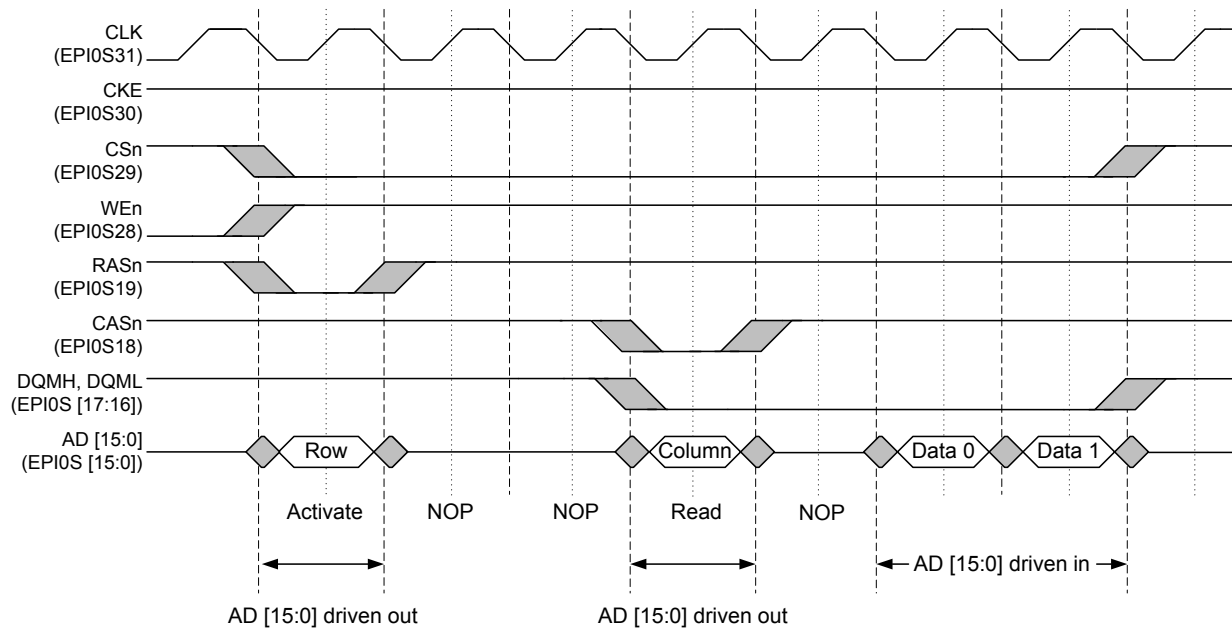 CLK
(EPI0S31)
CKE
(EPI0S30)
CSn
(EPI0S29)
WEn
(EPI0S28)
RASn
(EPI0S19)
CASn
(EPI0S18)
DQMH, DQML
(EPI0S [17:16])
AD [15:0]
(EPI0S [15:0])
Row
Column
Data 0
Data 1
Activate
NOP
NOP
Read
NOP
AD [15:0] driven in
AD [15:0] driven out
AD [15:0] driven out